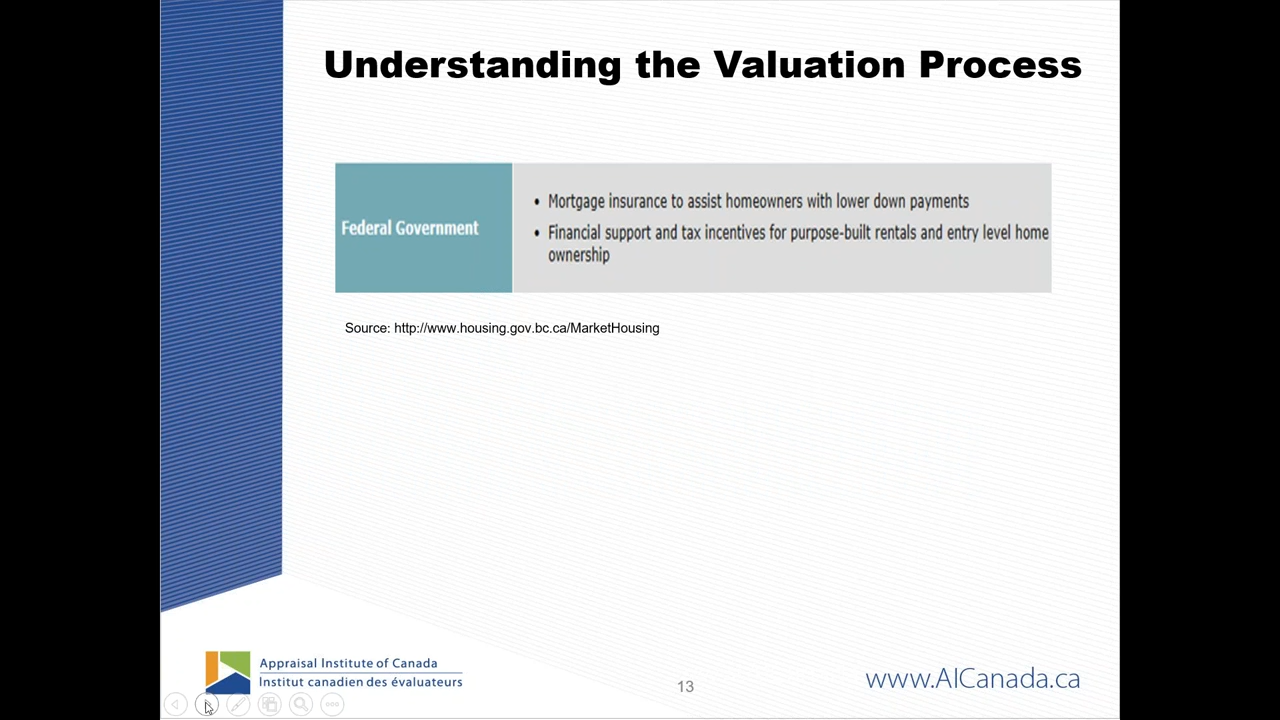 Understanding the Valuation Process
Federal Government
• Mortgage insurance to assist homeowners with lower down payments
• Financial support and tax incentives for purpose-built rentals and entry level home
ownership
Source: http://www.housing.gov.bc.ca/MarketHousing
Appraisal Institute of Canada
Institut canadien des évaluateurs
13
www.AICanada.ca